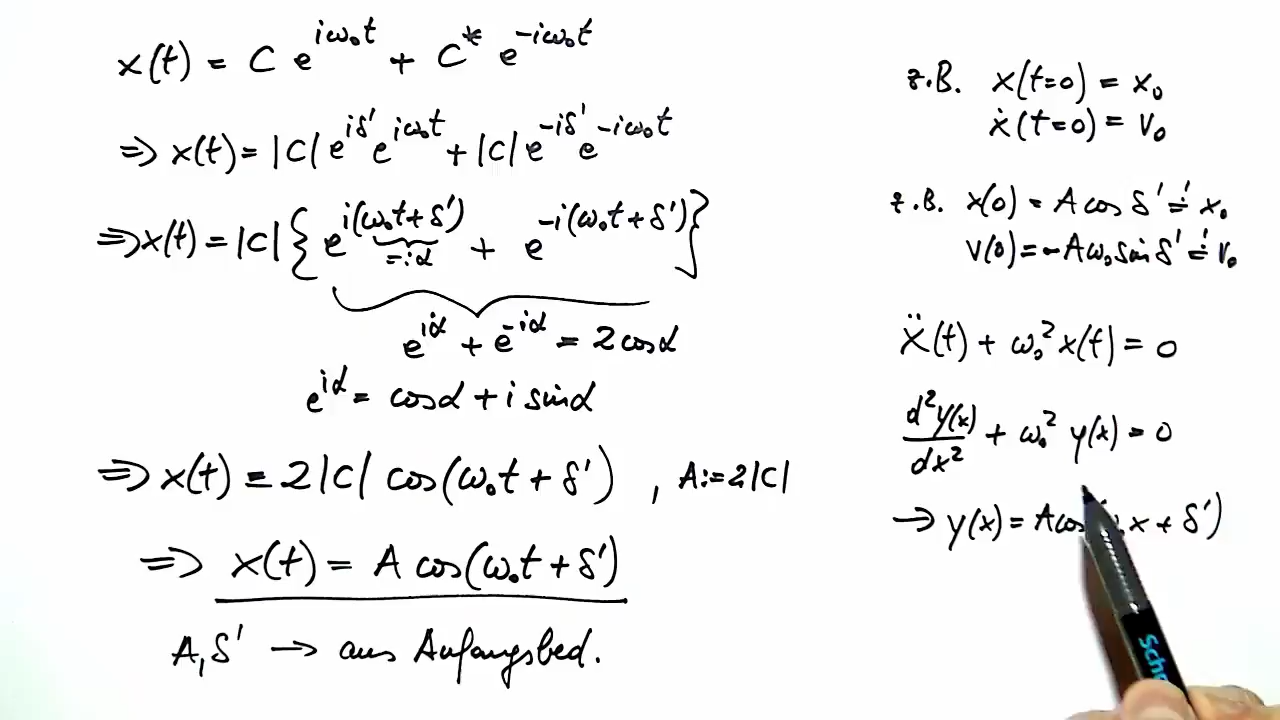 x(t) = C e^{iω₀t} + C* e^{-iω₀t}
⇒ x(t) = |C| e^{iδ'} e^{iω₀t} + |C| e^{-iδ'} e^{-iω₀t}
⇒ x(t) = |C| { e^{i(ω₀t + δ')} + e^{-i(ω₀t + δ')} }
=: α
e^{iα} + e^{-iα} = 2 cos α
e^{iα} = cos α + i sin α
⇒ x(t) = 2|C| cos(ω₀t + δ') , A := 2|C|
⇒ x(t) = A cos(ω₀t + δ')
A, δ' → aus Anfangsbed.
z.B. x(t=0) = x₀
ẋ(t=0) = v₀
z.B. x(0) = A cos δ' =! x₀
v(0) = -Aω₀ sin δ' =! v₀
ẍ(t) + ω₀² x(t) = 0
d²y(x)/dx² + ω₀² y(x) = 0
→ y(x) = A cos x + δ')